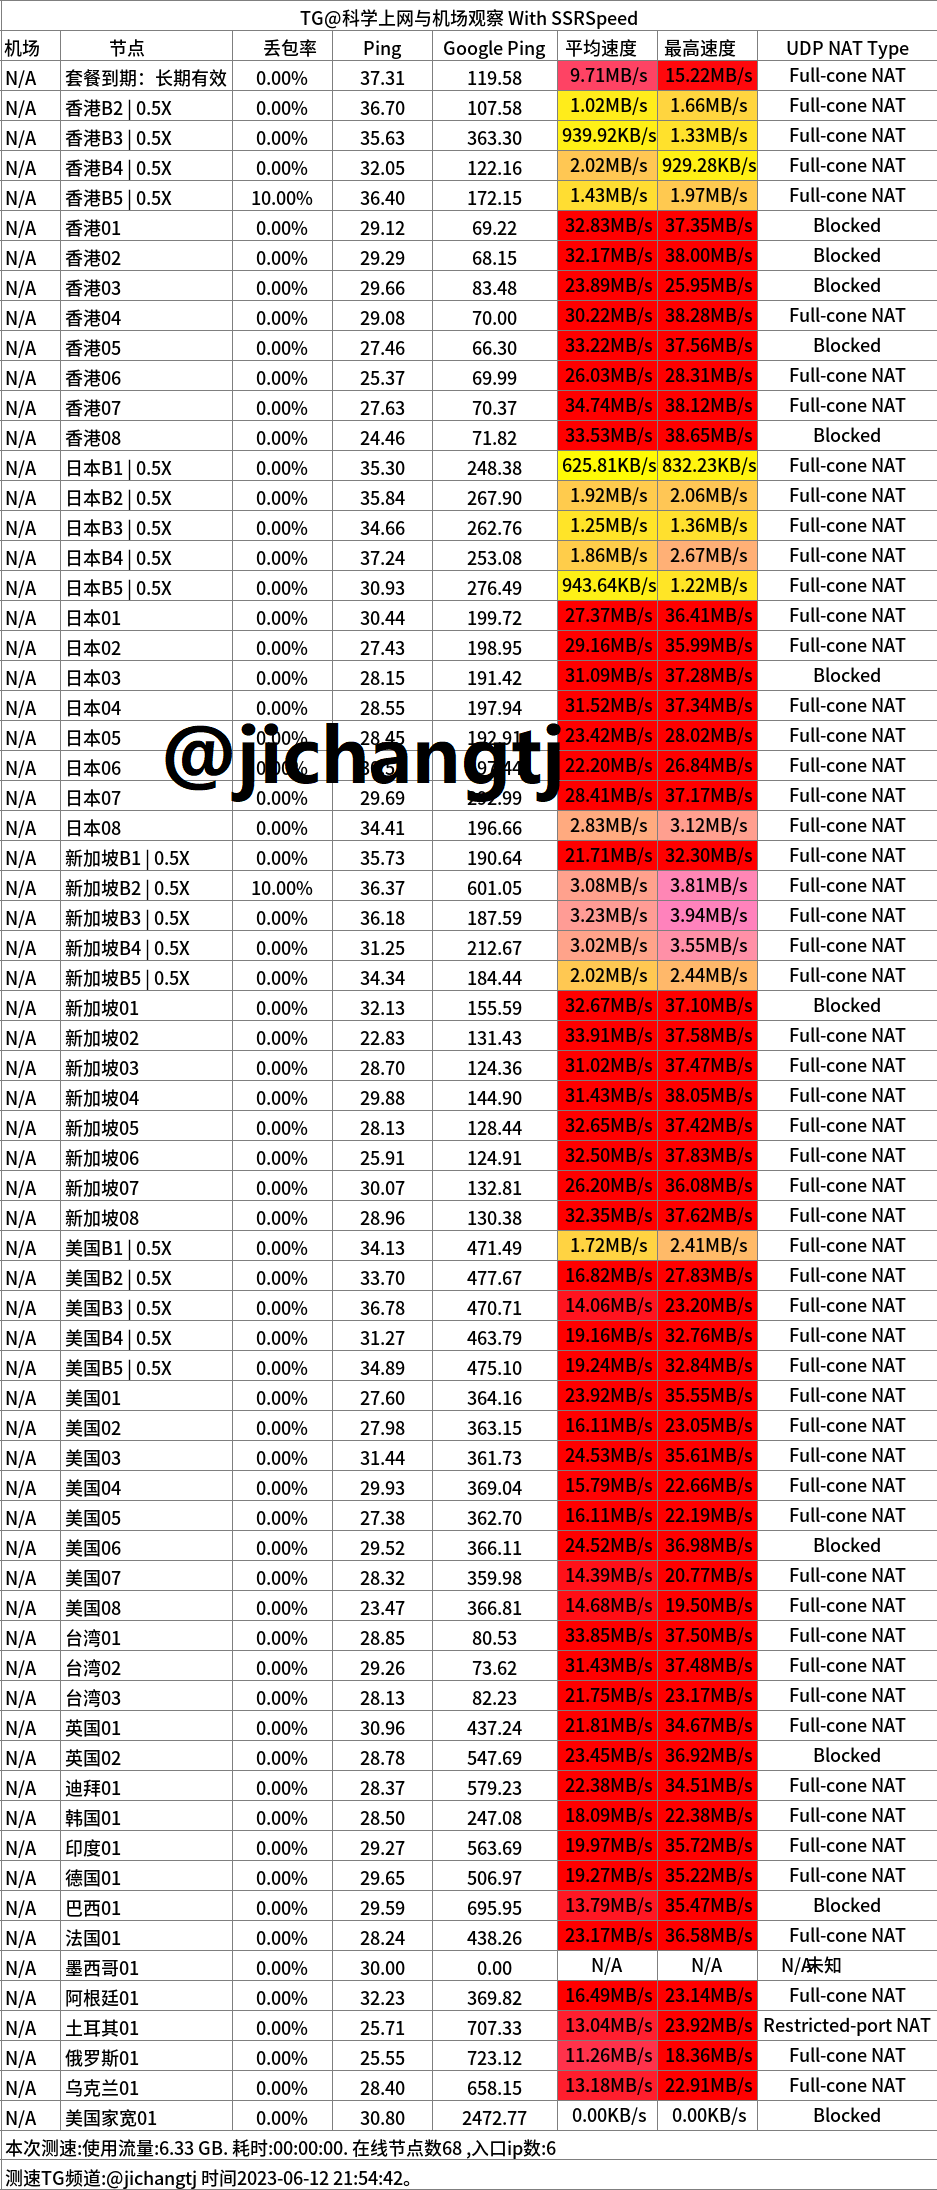 TG@科学上网与机场观察 With SSRSpeed
机场 节点 丢包率 Ping Google Ping 平均速度 最高速度 UDP NAT Type
N/A 套餐到期：长期有效 0.00% 37.31 119.58 9.71MB/s 15.22MB/s Full-cone NAT
N/A 香港B2 | 0.5X 0.00% 36.70 107.58 1.02MB/s 1.66MB/s Full-cone NAT
N/A 香港B3 | 0.5X 0.00% 35.63 363.30 939.92KB/s 1.33MB/s Full-cone NAT
N/A 香港B4 | 0.5X 0.00% 32.05 122.16 2.02MB/s 929.28KB/s Full-cone NAT
N/A 香港B5 | 0.5X 10.00% 36.40 172.15 1.43MB/s 1.97MB/s Full-cone NAT
N/A 香港01 0.00% 29.12 69.22 32.83MB/s 37.35MB/s Blocked
N/A 香港02 0.00% 29.29 68.15 32.17MB/s 38.00MB/s Blocked
N/A 香港03 0.00% 29.66 83.48 23.89MB/s 25.95MB/s Blocked
N/A 香港04 0.00% 29.08 70.00 30.22MB/s 38.28MB/s Full-cone NAT
N/A 香港05 0.00% 27.46 66.30 33.22MB/s 37.56MB/s Blocked
N/A 香港06 0.00% 25.37 69.99 26.03MB/s 28.31MB/s Full-cone NAT
N/A 香港07 0.00% 27.63 70.37 34.74MB/s 38.12MB/s Full-cone NAT
N/A 香港08 0.00% 24.46 71.82 33.53MB/s 38.65MB/s Blocked
N/A 日本B1 | 0.5X 0.00% 35.30 248.38 625.81KB/s 832.23KB/s Full-cone NAT
N/A 日本B2 | 0.5X 0.00% 35.84 267.90 1.92MB/s 2.06MB/s Full-cone NAT
N/A 日本B3 | 0.5X 0.00% 34.66 262.76 1.25MB/s 1.36MB/s Full-cone NAT
N/A 日本B4 | 0.5X 0.00% 37.24 253.08 1.86MB/s 2.67MB/s Full-cone NAT
N/A 日本B5 | 0.5X 0.00% 30.93 276.49 943.64KB/s 1.22MB/s Full-cone NAT
N/A 日本01 0.00% 30.44 199.72 27.37MB/s 36.41MB/s Full-cone NAT
N/A 日本02 0.00% 27.43 198.95 29.16MB/s 35.99MB/s Full-cone NAT
N/A 日本03 0.00% 28.15 191.42 31.09MB/s 37.28MB/s Blocked
N/A 日本04 0.00% 28.55 197.94 31.52MB/s 37.34MB/s Full-cone NAT
N/A 日本05 0.00% 28.45 192.91 23.42MB/s 28.02MB/s Full-cone NAT
@jichangtj
N/A 日本06 0.00% 22.20MB/s 26.84MB/s Full-cone NAT
N/A 日本07 0.00% 29.69 28.41MB/s 37.17MB/s Full-cone NAT
N/A 日本08 0.00% 34.41 196.66 2.83MB/s 3.12MB/s Full-cone NAT
N/A 新加坡B1 | 0.5X 0.00% 35.73 190.64 21.71MB/s 32.30MB/s Full-cone NAT
N/A 新加坡B2 | 0.5X 10.00% 36.37 601.05 3.08MB/s 3.81MB/s Full-cone NAT
N/A 新加坡B3 | 0.5X 0.00% 36.18 187.59 3.23MB/s 3.94MB/s Full-cone NAT
N/A 新加坡B4 | 0.5X 0.00% 31.25 212.67 3.02MB/s 3.55MB/s Full-cone NAT
N/A 新加坡B5 | 0.5X 0.00% 34.34 184.44 2.02MB/s 2.44MB/s Full-cone NAT
N/A 新加坡01 0.00% 32.13 155.59 32.67MB/s 37.10MB/s Blocked
N/A 新加坡02 0.00% 22.83 131.43 33.91MB/s 37.58MB/s Full-cone NAT
N/A 新加坡03 0.00% 28.70 124.36 31.02MB/s 37.47MB/s Full-cone NAT
N/A 新加坡04 0.00% 29.88 144.90 31.43MB/s 38.05MB/s Full-cone NAT
N/A 新加坡05 0.00% 28.13 128.44 32.65MB/s 37.42MB/s Full-cone NAT
N/A 新加坡06 0.00% 25.91 124.91 32.50MB/s 37.83MB/s Full-cone NAT
N/A 新加坡07 0.00% 30.07 132.81 26.20MB/s 36.08MB/s Full-cone NAT
N/A 新加坡08 0.00% 28.96 130.38 32.35MB/s 37.62MB/s Full-cone NAT
N/A 美国B1 | 0.5X 0.00% 34.13 471.49 1.72MB/s 2.41MB/s Full-cone NAT
N/A 美国B2 | 0.5X 0.00% 33.70 477.67 16.82MB/s 27.83MB/s Full-cone NAT
N/A 美国B3 | 0.5X 0.00% 36.78 470.71 14.06MB/s 23.20MB/s Full-cone NAT
N/A 美国B4 | 0.5X 0.00% 31.27 463.79 19.16MB/s 32.76MB/s Full-cone NAT
N/A 美国B5 | 0.5X 0.00% 34.89 475.10 19.24MB/s 32.84MB/s Full-cone NAT
N/A 美国01 0.00% 27.60 364.16 23.92MB/s 35.55MB/s Full-cone NAT
N/A 美国02 0.00% 27.98 363.15 16.11MB/s 23.05MB/s Full-cone NAT
N/A 美国03 0.00% 31.44 361.73 24.53MB/s 35.61MB/s Full-cone NAT
N/A 美国04 0.00% 29.93 369.04 15.79MB/s 22.66MB/s Full-cone NAT
N/A 美国05 0.00% 27.38 362.70 16.11MB/s 22.19MB/s Full-cone NAT
N/A 美国06 0.00% 29.52 366.11 24.52MB/s 36.98MB/s Blocked
N/A 美国07 0.00% 28.32 359.98 14.39MB/s 20.77MB/s Full-cone NAT
N/A 美国08 0.00% 23.47 366.81 14.68MB/s 19.50MB/s Full-cone NAT
N/A 台湾01 0.00% 28.85 80.53 33.85MB/s 37.50MB/s Full-cone NAT
N/A 台湾02 0.00% 29.26 73.62 31.43MB/s 37.48MB/s Full-cone NAT
N/A 台湾03 0.00% 28.13 82.23 21.75MB/s 23.17MB/s Full-cone NAT
N/A 英国01 0.00% 30.96 437.24 21.81MB/s 34.67MB/s Full-cone NAT
N/A 英国02 0.00% 28.78 547.69 23.45MB/s 36.92MB/s Blocked
N/A 迪拜01 0.00% 28.37 579.23 22.38MB/s 34.51MB/s Full-cone NAT
N/A 韩国01 0.00% 28.50 247.08 18.09MB/s 22.38MB/s Full-cone NAT
N/A 印度01 0.00% 29.27 563.69 19.97MB/s 35.72MB/s Full-cone NAT
N/A 德国01 0.00% 29.65 506.97 19.27MB/s 35.22MB/s Full-cone NAT
N/A 巴西01 0.00% 29.59 695.95 13.79MB/s 35.47MB/s Blocked
N/A 法国01 0.00% 28.24 438.26 23.17MB/s 36.58MB/s Full-cone NAT
N/A 墨西哥01 0.00% 30.00 0.00 N/A N/A N/A未知
N/A 阿根廷01 0.00% 32.23 369.82 16.49MB/s 23.14MB/s Full-cone NAT
N/A 土耳其01 0.00% 25.71 707.33 13.04MB/s 23.92MB/s Restricted-port NAT
N/A 俄罗斯01 0.00% 25.55 723.12 11.26MB/s 18.36MB/s Full-cone NAT
N/A 乌克兰01 0.00% 28.40 658.15 13.18MB/s 22.91MB/s Full-cone NAT
N/A 美国家宽01 0.00% 30.80 2472.77 0.00KB/s 0.00KB/s Blocked
本次测速:使用流量:6.33 GB. 耗时:00:00:00. 在线节点数68 ,入口ip数:6
测速TG频道:@jichangtj 时间2023-06-12 21:54:42。